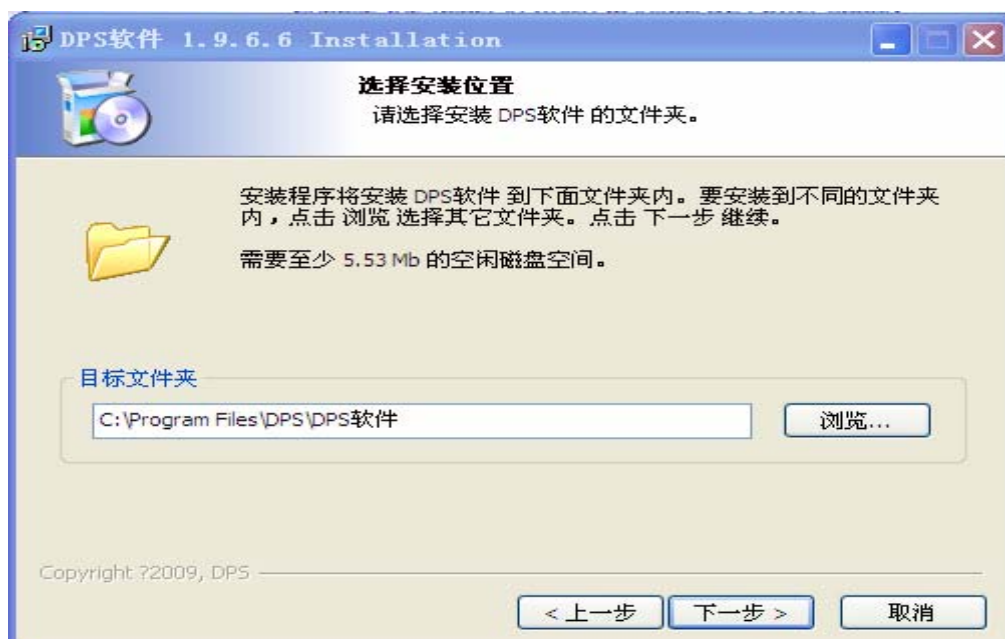 DPS软件 1.9.6.6 Installation
选择安装位置
请选择安装 DPS软件 的文件夹。
安装程序将安装 DPS软件 到下面文件夹内。要安装到不同的文件夹
内，点击 浏览 选择其它文件夹。点击 下一步 继续。
需要至少 5.53 Mb 的空闲磁盘空间。
目标文件夹
C:\Program Files\DPS\DPS软件
浏览...
Copyright ?2009, DPS
< 上一步
下一步 >
取消